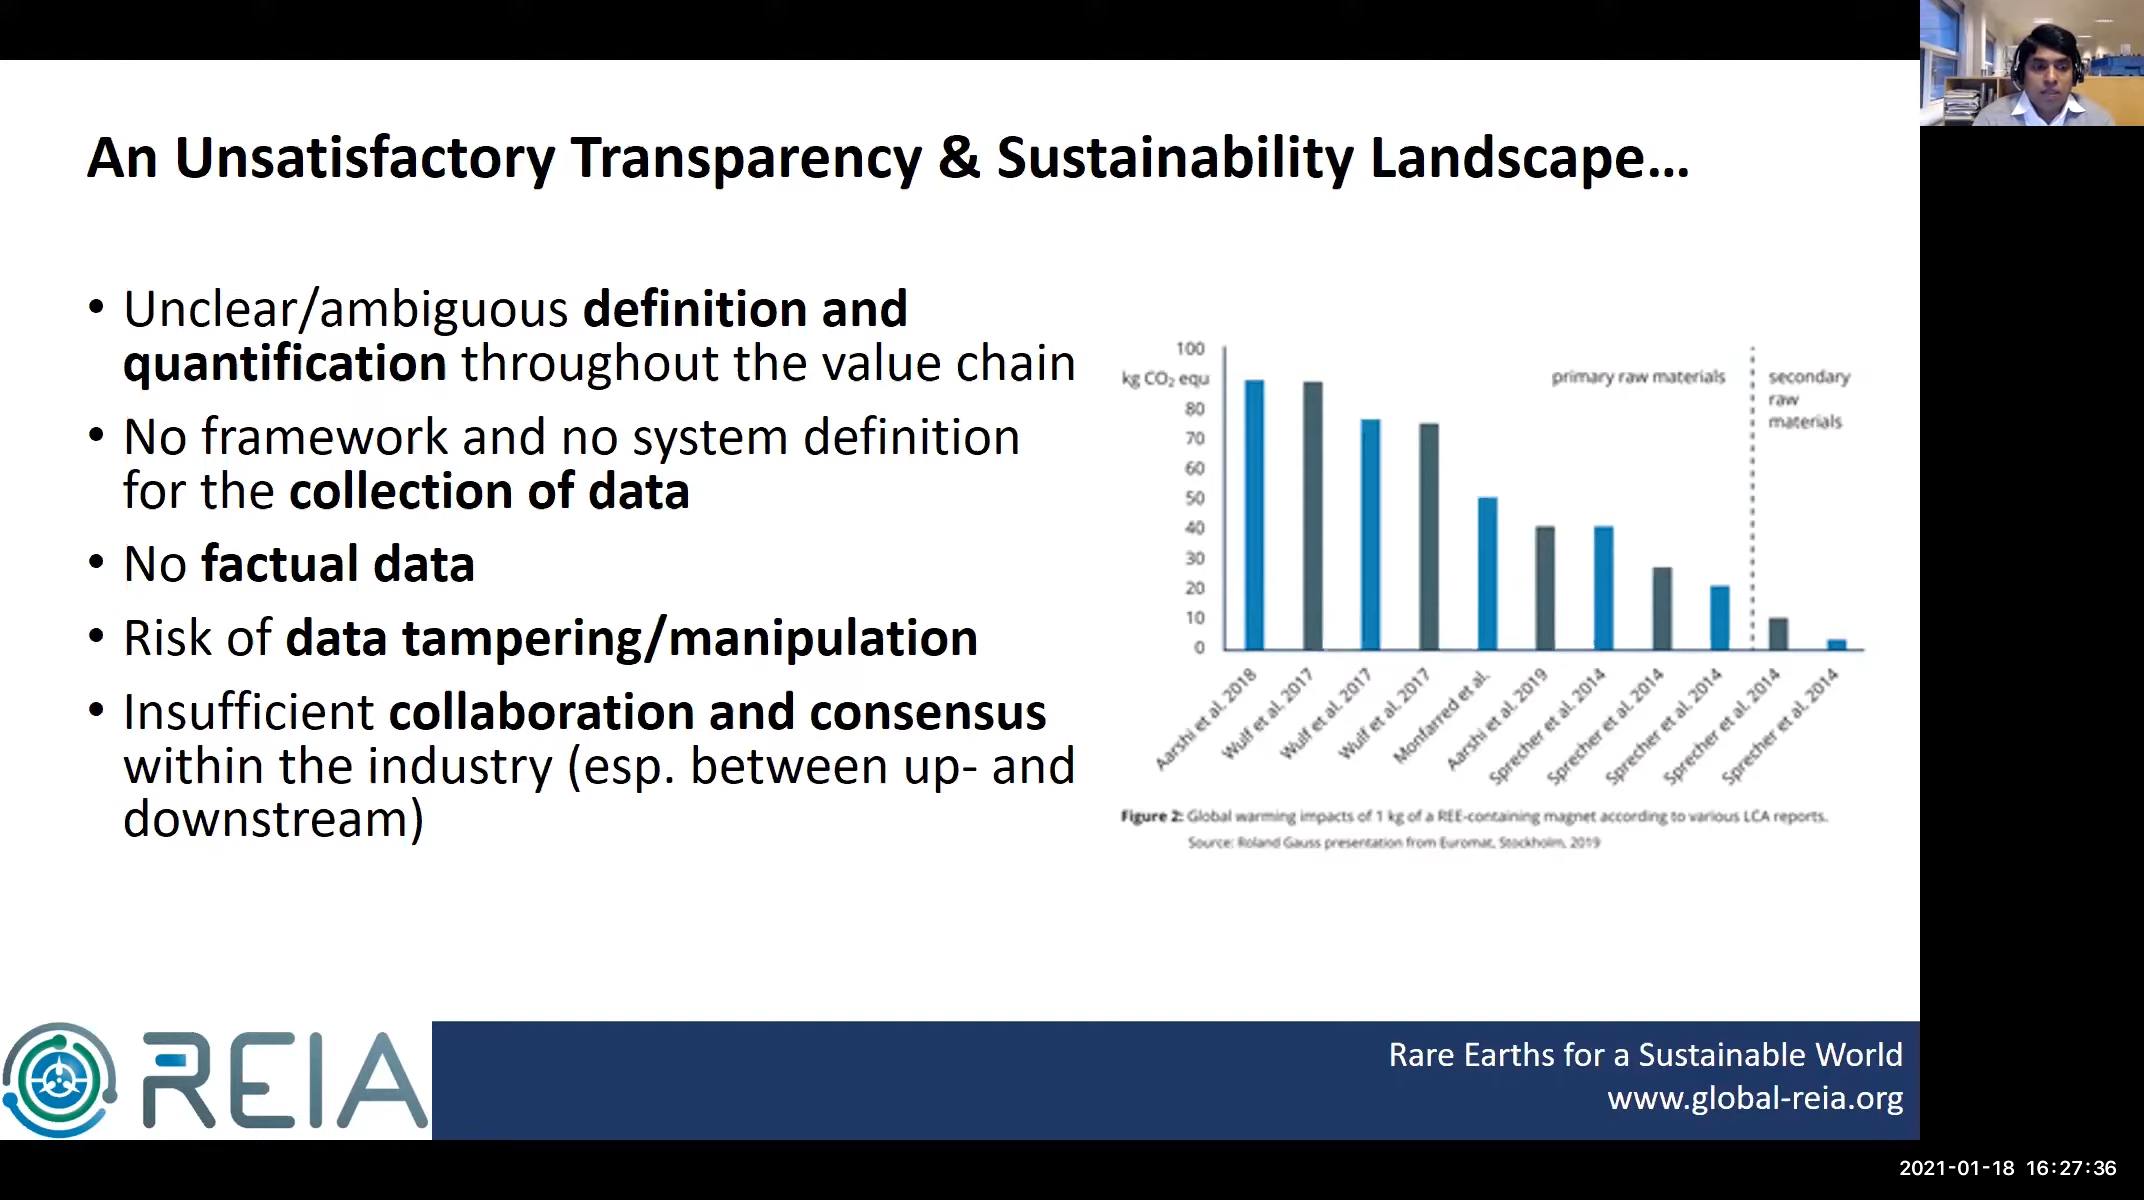 An Unsatisfactory Transparency & Sustainability Landscape…
• Unclear/ambiguous definition and
quantification throughout the value chain
• No framework and no system definition
for the collection of data
• No factual data
• Risk of data tampering/manipulation
• Insufficient collaboration and consensus
within the industry (esp. between up- and
downstream)
100
kg CO₂ equ
80
70
60
50
40
30
20
10
0
primary raw materials
secondary
raw
materials
Aarshi et al. 2018
Wulf et al. 2017
Wulf et al. 2017
Wulf et al. 2017
Monfarred et al.
Aarshi et al. 2019
Sprecher et al. 2014
Sprecher et al. 2014
Sprecher et al. 2014
Sprecher et al. 2014
Sprecher et al. 2014
Figure 2: Global warming impacts of 1 kg of a REE-containing magnet according to various LCA reports.
Source: Roland Gauss presentation from Euromat, Stockholm, 2019
REIA
Rare Earths for a Sustainable World
www.global-reia.org
2021-01-18 16:27:36